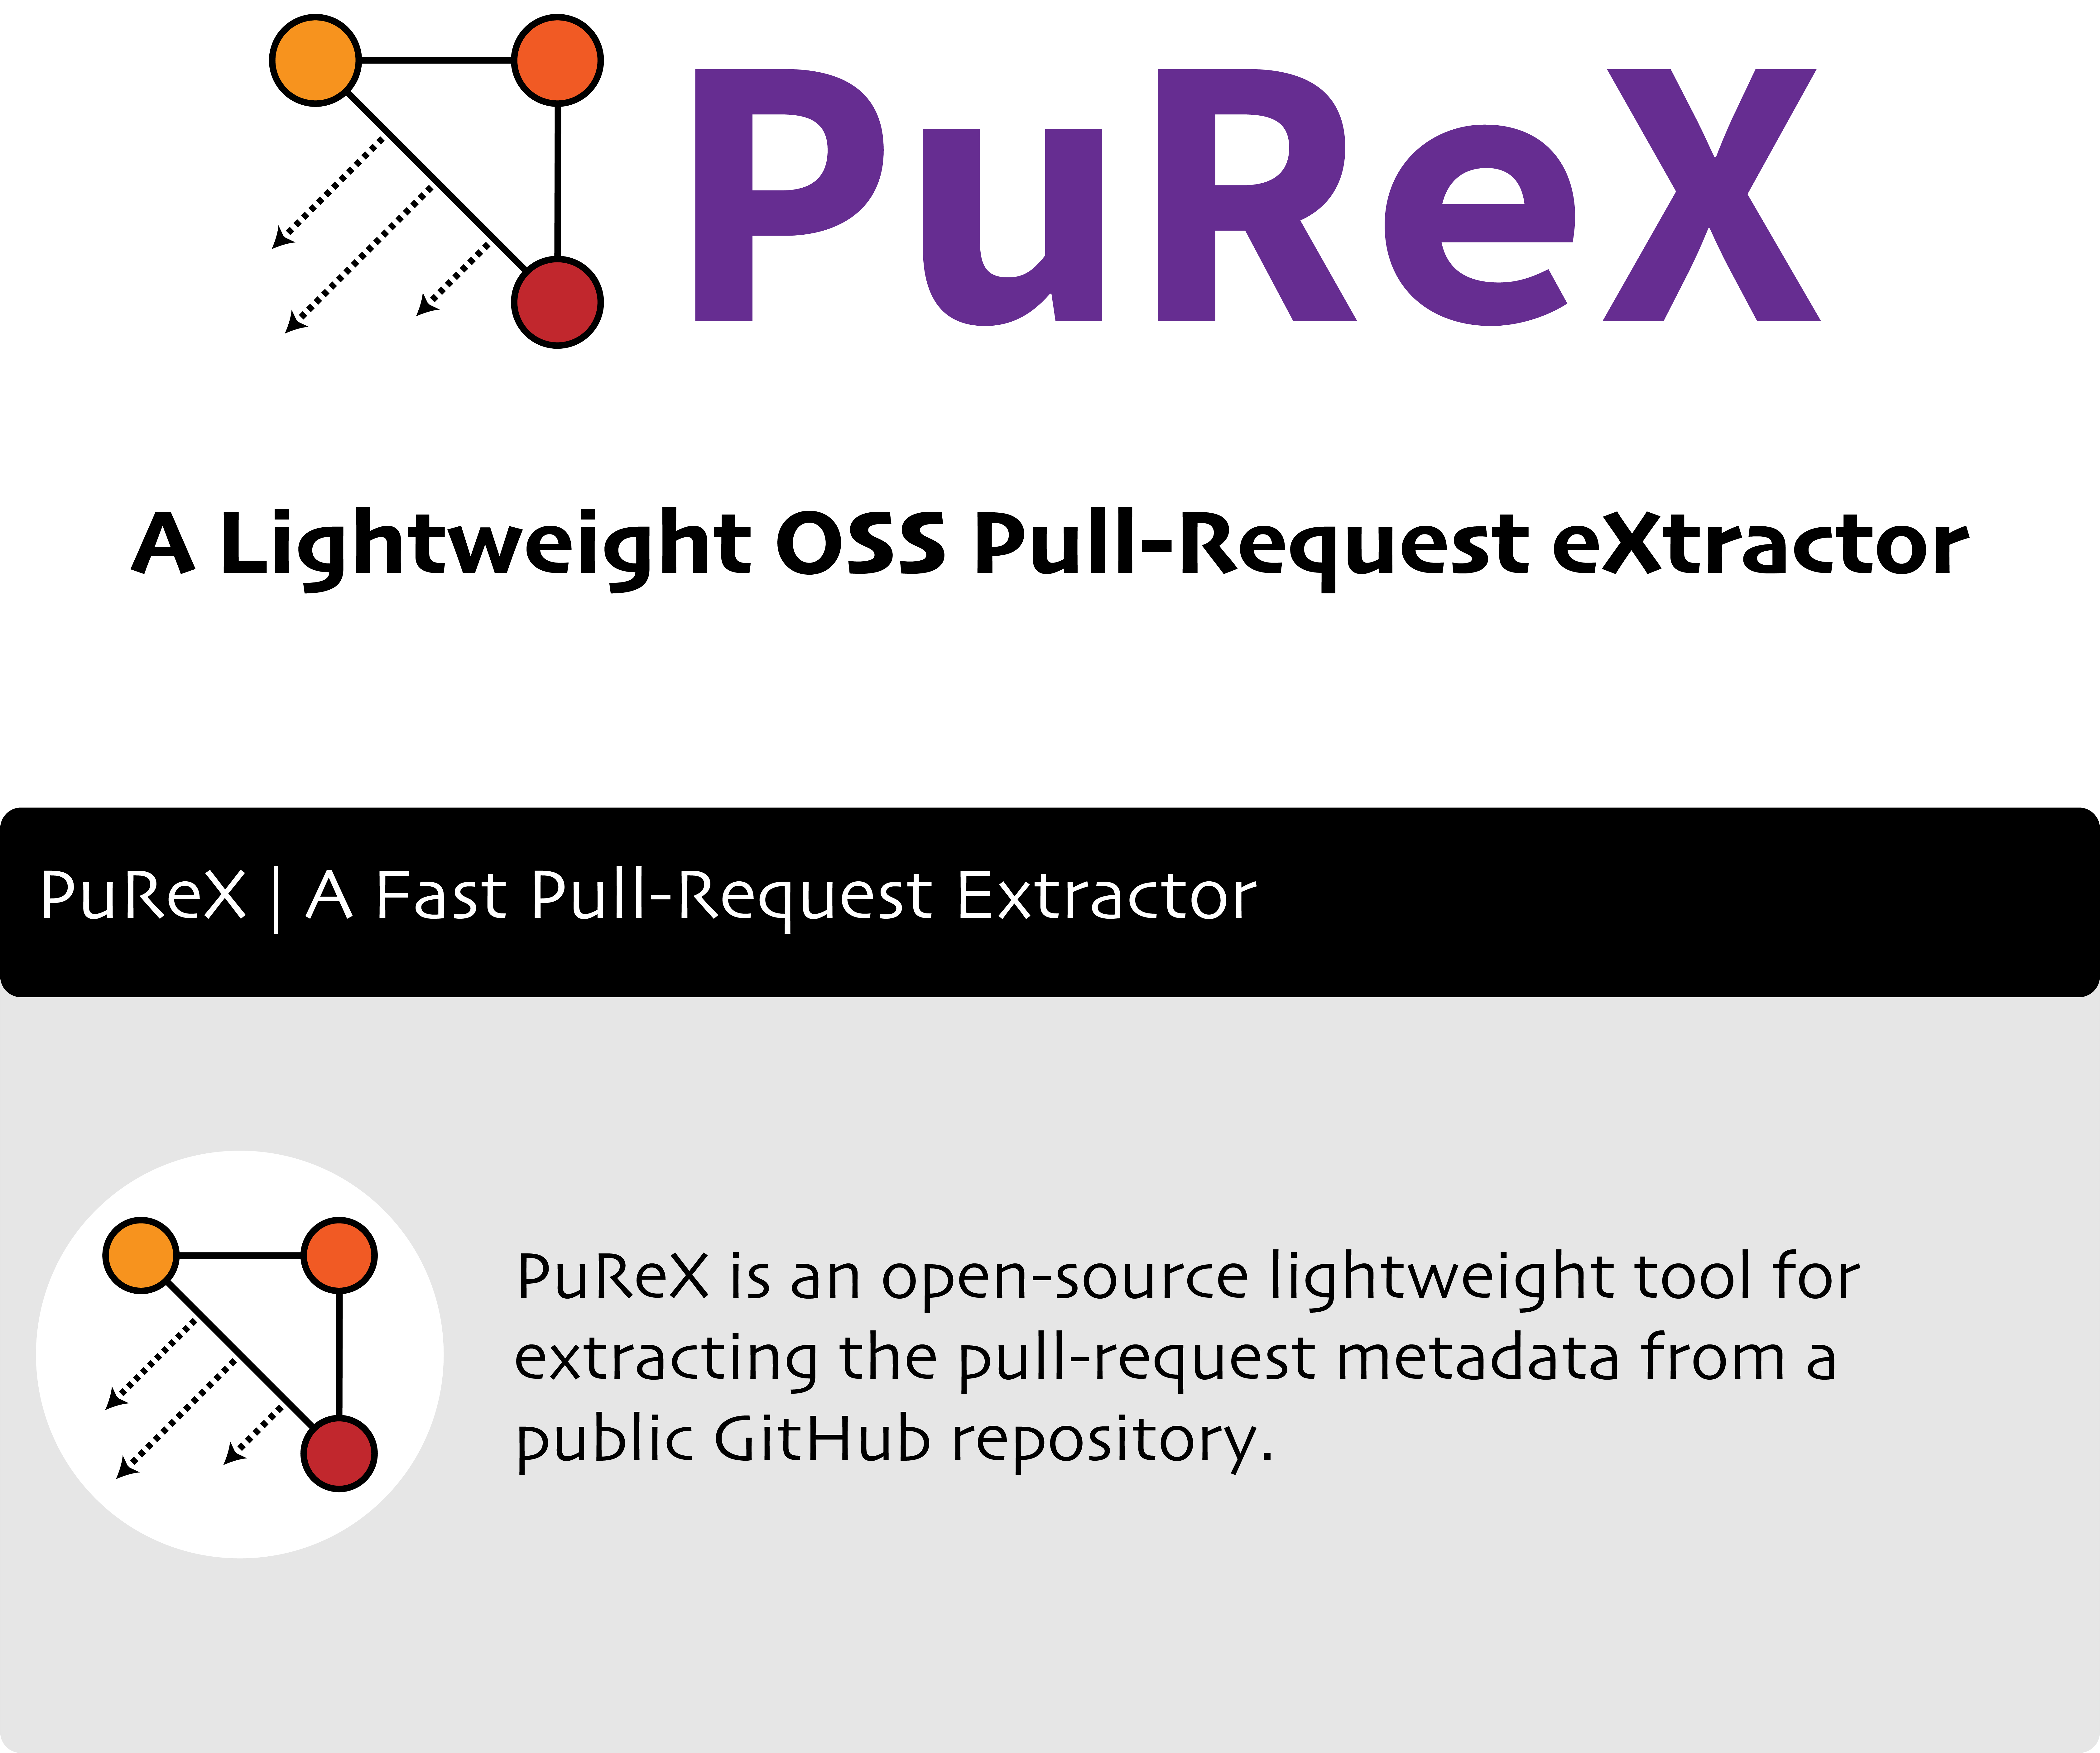 PuReX
A Lightweight OSS Pull-Request eXtractor
PuReX | A Fast Pull-Request Extractor
PuReX is an open-source lightweight tool for
extracting the pull-request metadata from a
public GitHub repository.